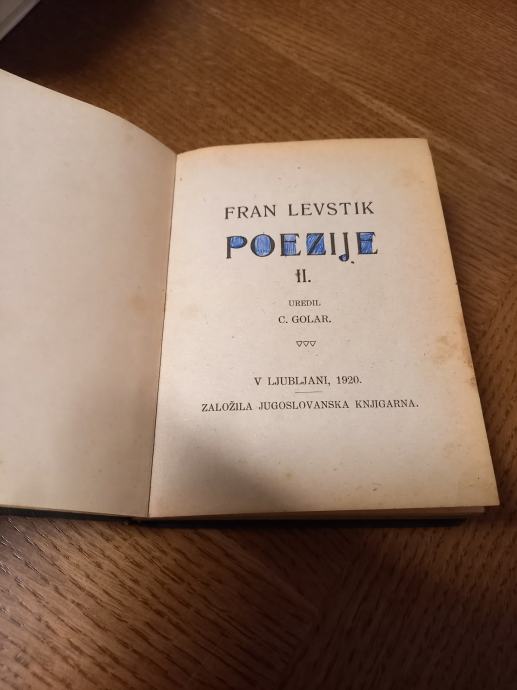 FRAN LEVSTIK
POEZIJE
II.
UREDIL
C. GOLAR.
V LJUBLJANI, 1920.
ZALOŽILA JUGOSLOVANSKA KNJIGARNA.